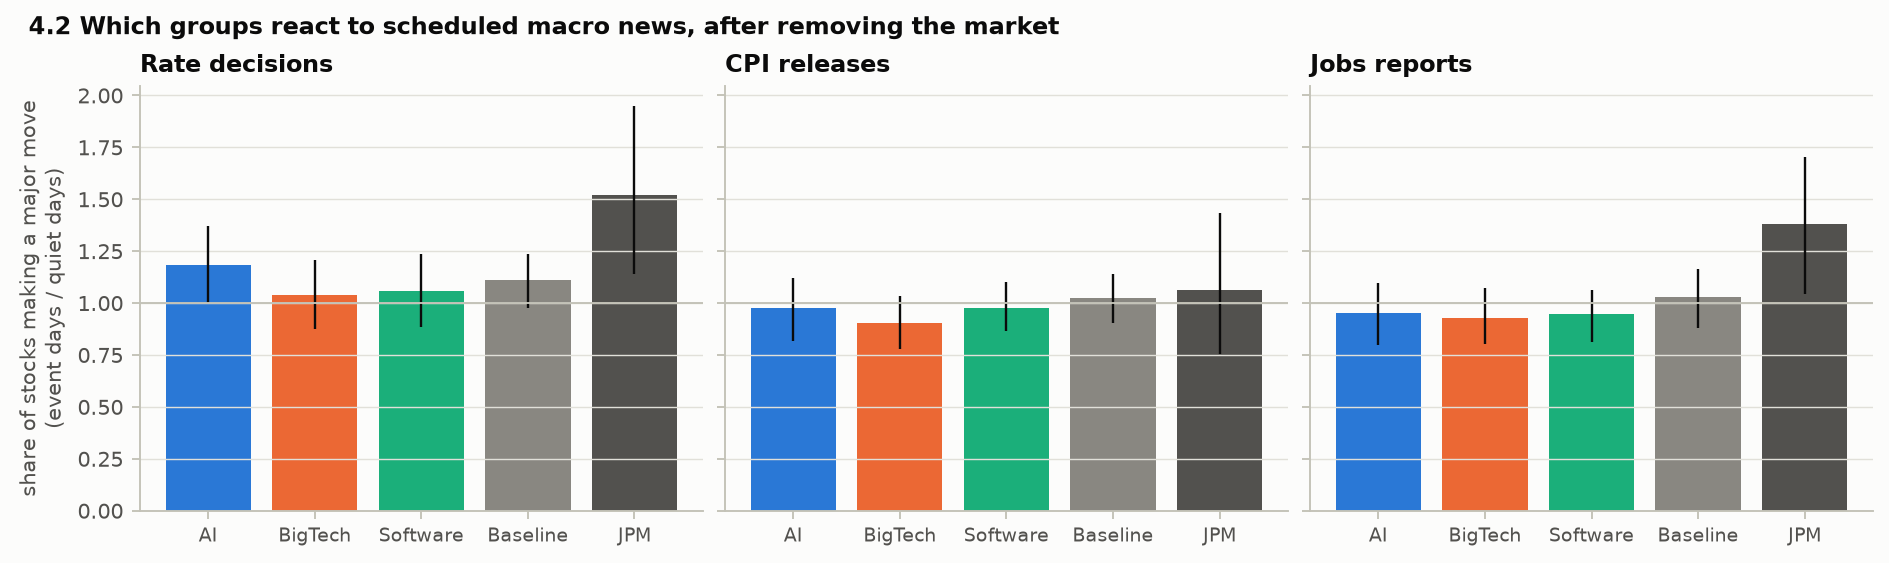 4.2 Which groups react to scheduled macro news, after removing the market
Rate decisions
CPI releases
Jobs reports
share of stocks making a major move
(event days / quiet days)
2.00
1.75
1.50
1.25
1.00
0.75
0.50
0.25
0.00
AI BigTech Software Baseline JPM
AI BigTech Software Baseline JPM
AI BigTech Software Baseline JPM